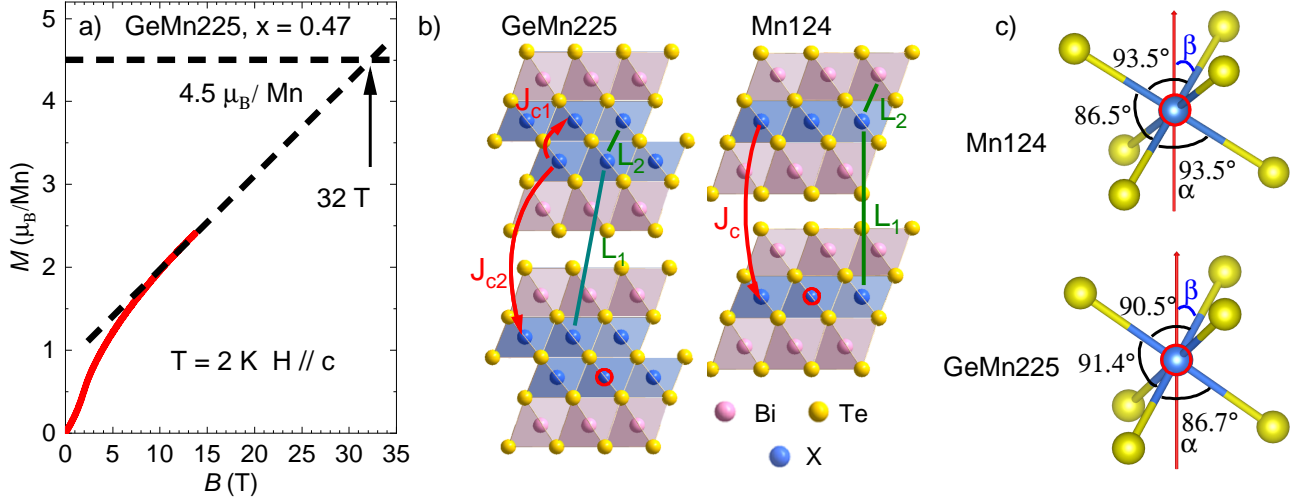 a) GeMn225, x = 0.47
4.5 μB/ Mn
32 T
T = 2 K H // c
M (μB/Mn)
5
4
3
2
1
0
0 5 10 15 20 25 30 35
B (T)
b)
GeMn225
Mn124
Jc1
L2
Jc2
L1
L2
Jc
L1
Bi
Te
X
c)
93.5°
β
86.5°
Mn124
93.5°
α
90.5°
β
91.4°
GeMn225
86.7°
α